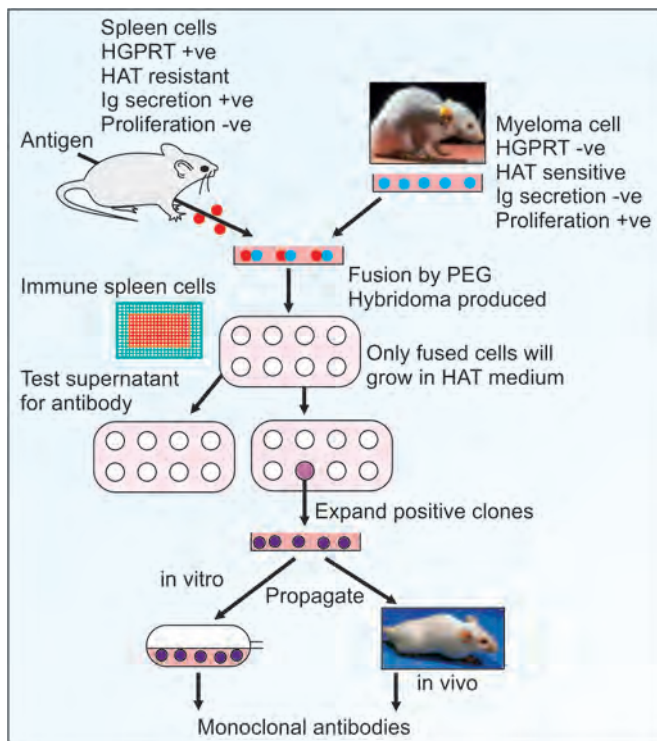 Spleen cells
HGPRT +ve
HAT resistant
Ig secretion +ve
Proliferation -ve
Antigen
Myeloma cell
HGPRT -ve
HAT sensitive
Ig secretion -ve
Proliferation +ve
Fusion by PEG
Hybridoma produced
Immune spleen cells
Only fused cells will
grow in HAT medium
Test supernatant
for antibody
Expand positive clones
in vitro
Propagate
in vivo
Monoclonal antibodies